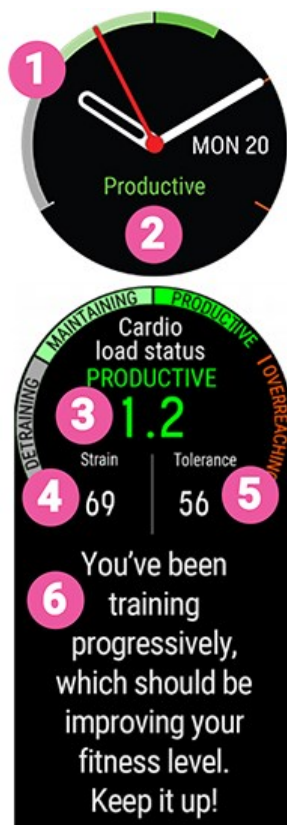 1
MON 20
Productive
2
DETRAINING
MAINTAINING
PRODUCTIVE
OVERREACHING
Cardio
load status
PRODUCTIVE
3
1.2
Strain
Tolerance
4
69
56
5
6
You’ve been
training
progressively,
which should be
improving your
fitness level.
Keep it up!